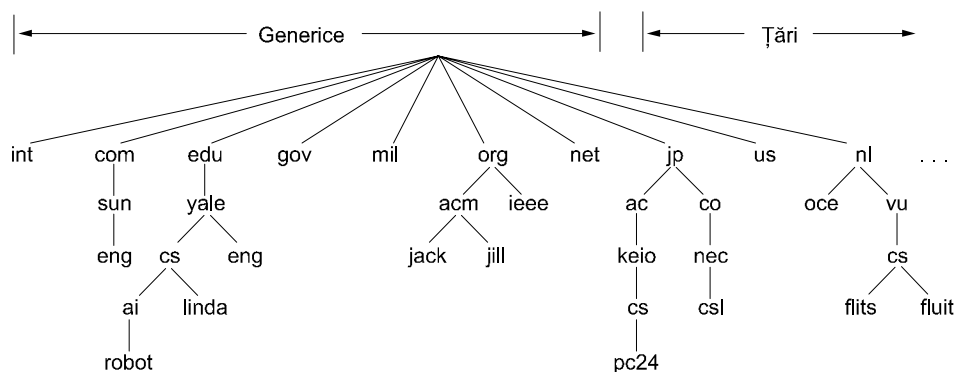 Generice Țări
int com edu gov mil org net jp us nl . . .
sun yale acm ieee ac co oce vu
eng cs eng jack jill keio nec cs
ai linda cs csl flits fluit
robot pc24